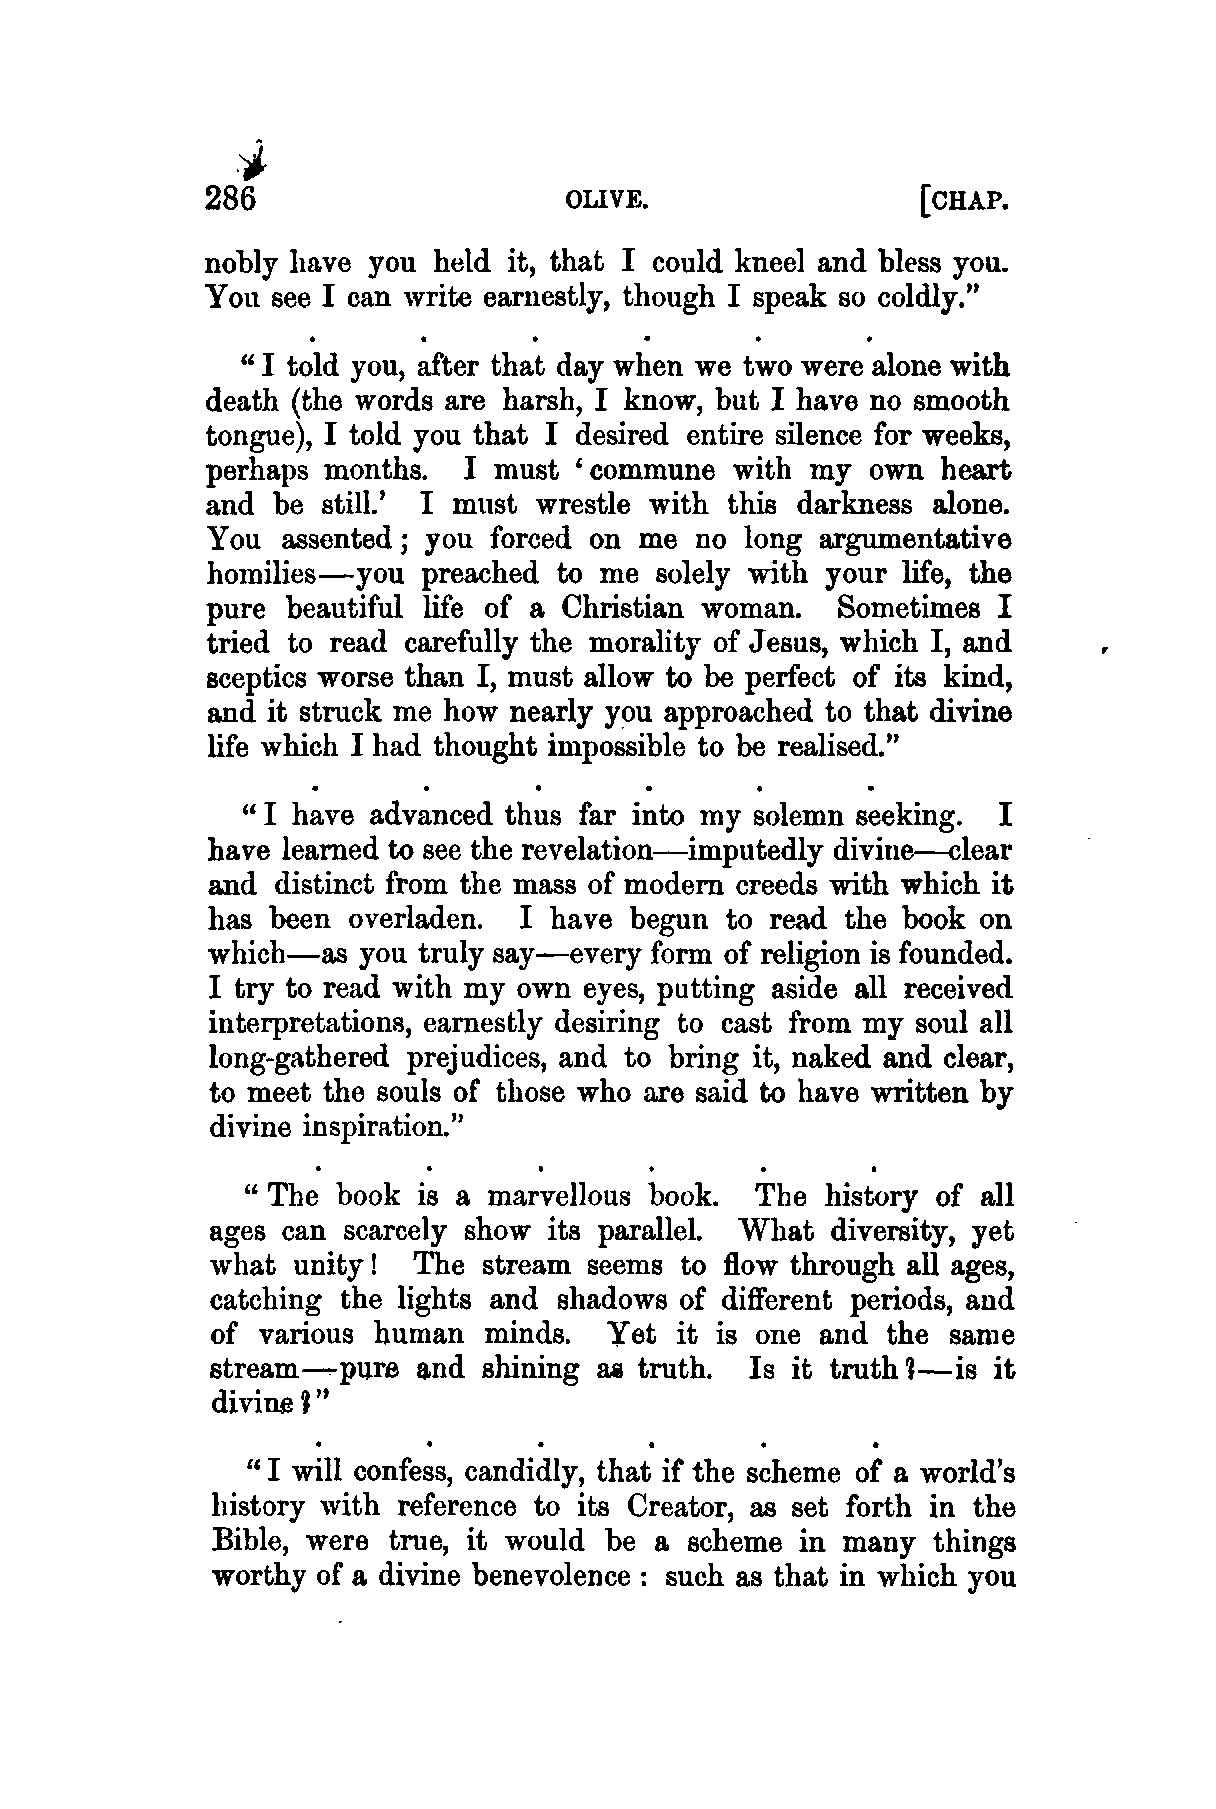 286 OLIVE. [CHAP.
nobly have you held it, that I could kneel and bless you.
You see I can write earnestly, though I speak so coldly.”
. . . . . .
“I told you, after that day when we two were alone with
death (the words are harsh, I know, but I have no smooth
tongue), I told you that I desired entire silence for weeks,
perhaps months. I must ‘commune with my own heart
and be still.’ I must wrestle with this darkness alone.
You assented; you forced on me no long argumentative
homilies—you preached to me solely with your life, the
pure beautiful life of a Christian woman. Sometimes I
tried to read carefully the morality of Jesus, which I, and
sceptics worse than I, must allow to be perfect of its kind,
and it struck me how nearly you approached to that divine
life which I had thought impossible to be realised.”
. . . . . .
“I have advanced thus far into my solemn seeking. I
have learned to see the revelation—imputedly divine—clear
and distinct from the mass of modern creeds with which it
has been overladen. I have begun to read the book on
which—as you truly say—every form of religion is founded.
I try to read with my own eyes, putting aside all received
interpretations, earnestly desiring to cast from my soul all
long-gathered prejudices, and to bring it, naked and clear,
to meet the souls of those who are said to have written by
divine inspiration.”
. . . . . .
“The book is a marvellous book. The history of all
ages can scarcely show its parallel. What diversity, yet
what unity! The stream seems to flow through all ages,
catching the lights and shadows of different periods, and
of various human minds. Yet it is one and the same
stream—pure and shining as truth. Is it truth?—is it
divine?”
. . . . . .
“I will confess, candidly, that if the scheme of a world’s
history with reference to its Creator, as set forth in the
Bible, were true, it would be a scheme in many things
worthy of a divine benevolence: such as that in which you